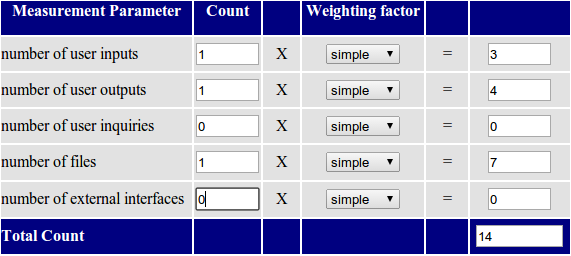 Measurement Parameter Count Weighting factor
number of user inputs 1 X simple = 3
number of user outputs 1 X simple = 4
number of user inquiries 0 X simple = 0
number of files 1 X simple = 7
number of external interfaces 0 X simple = 0
Total Count 14